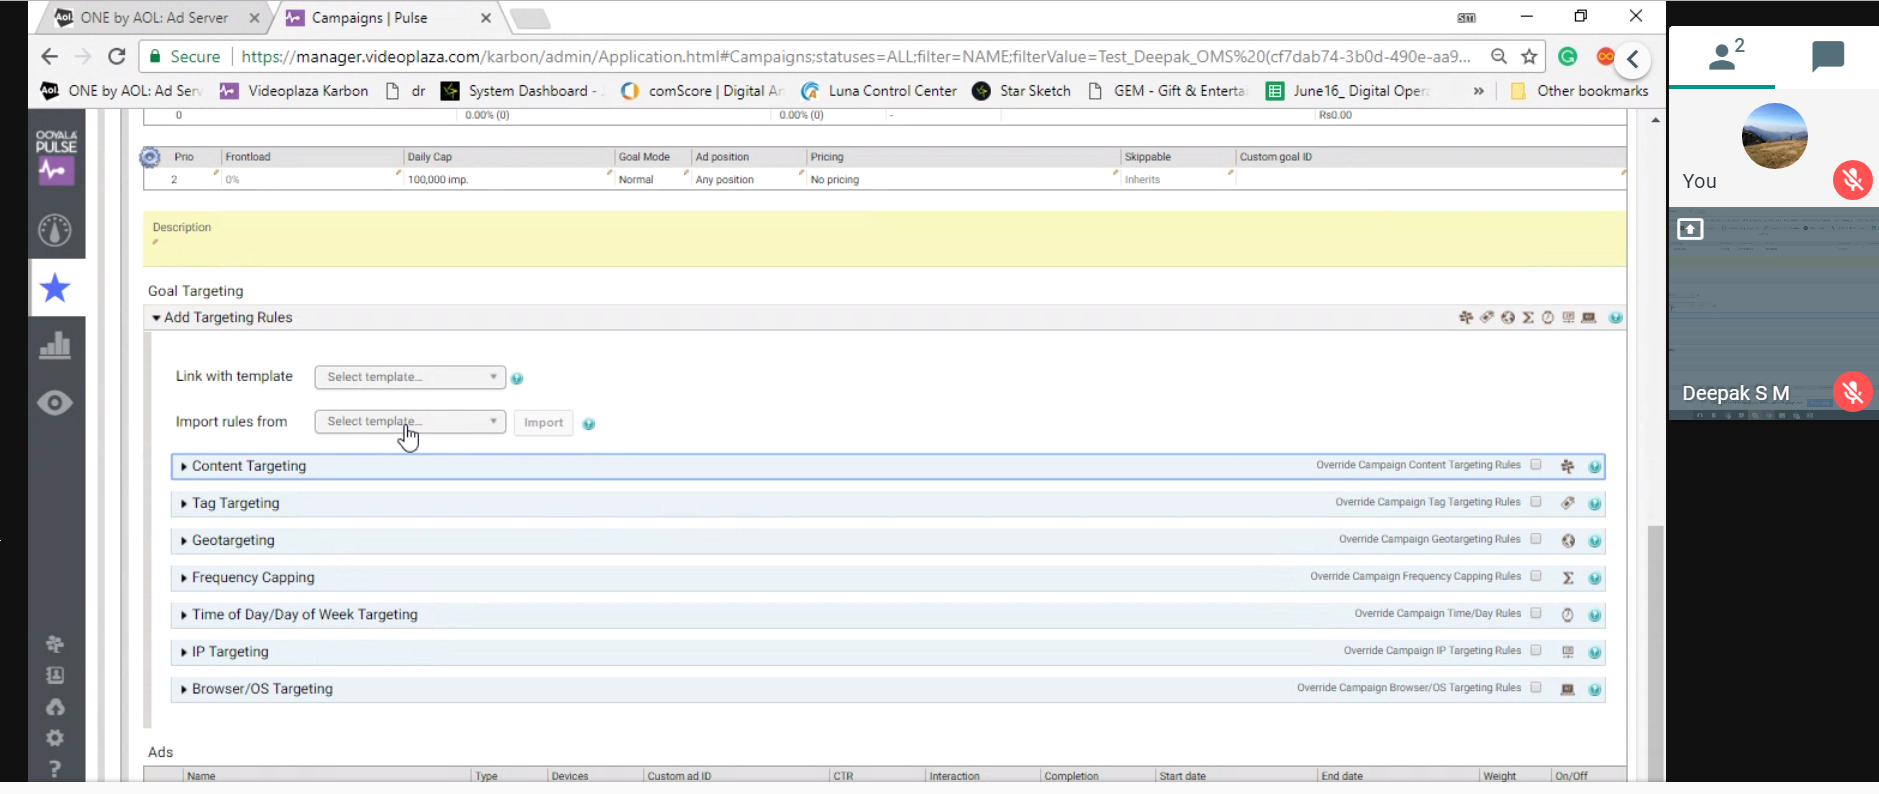 Aol. ONE by AOL: Ad Server
Campaigns | Pulse
sm
Secure https://manager.videoplaza.com/karbon/admin/Application.html#Campaigns;statuses=ALL;filter=NAME;filterValue=Test_Deepak_OMS%20(cf7dab74-3b0d-490e-aa9...
Aol. ONE by AOL: Ad Serv Videoplaza Karbon dr System Dashboard - comScore | Digital An Luna Control Center Star Sketch GEM - Gift & Enterta June16_ Digital Opera » Other bookmarks
2
OOYALA
PULSE
0 0.00% (0) 0.00% (0) - Rs0.00
Prio Frontload Daily Cap Goal Mode Ad position Pricing Skippable Custom goal ID
2 0% 100,000 imp. Normal Any position No pricing Inherits
You
Description
Goal Targeting
Add Targeting Rules
Link with template Select template...
Deepak S M
Import rules from Select template... Import
Content Targeting Override Campaign Content Targeting Rules
Tag Targeting Override Campaign Tag Targeting Rules
Geotargeting Override Campaign Geotargeting Rules
Frequency Capping Override Campaign Frequency Capping Rules
Time of Day/Day of Week Targeting Override Campaign Time/Day Rules
IP Targeting Override Campaign IP Targeting Rules
Browser/OS Targeting Override Campaign Browser/OS Targeting Rules
Ads
Name Type Devices Custom ad ID CTR Interaction Completion Start date End date Weight On/Off